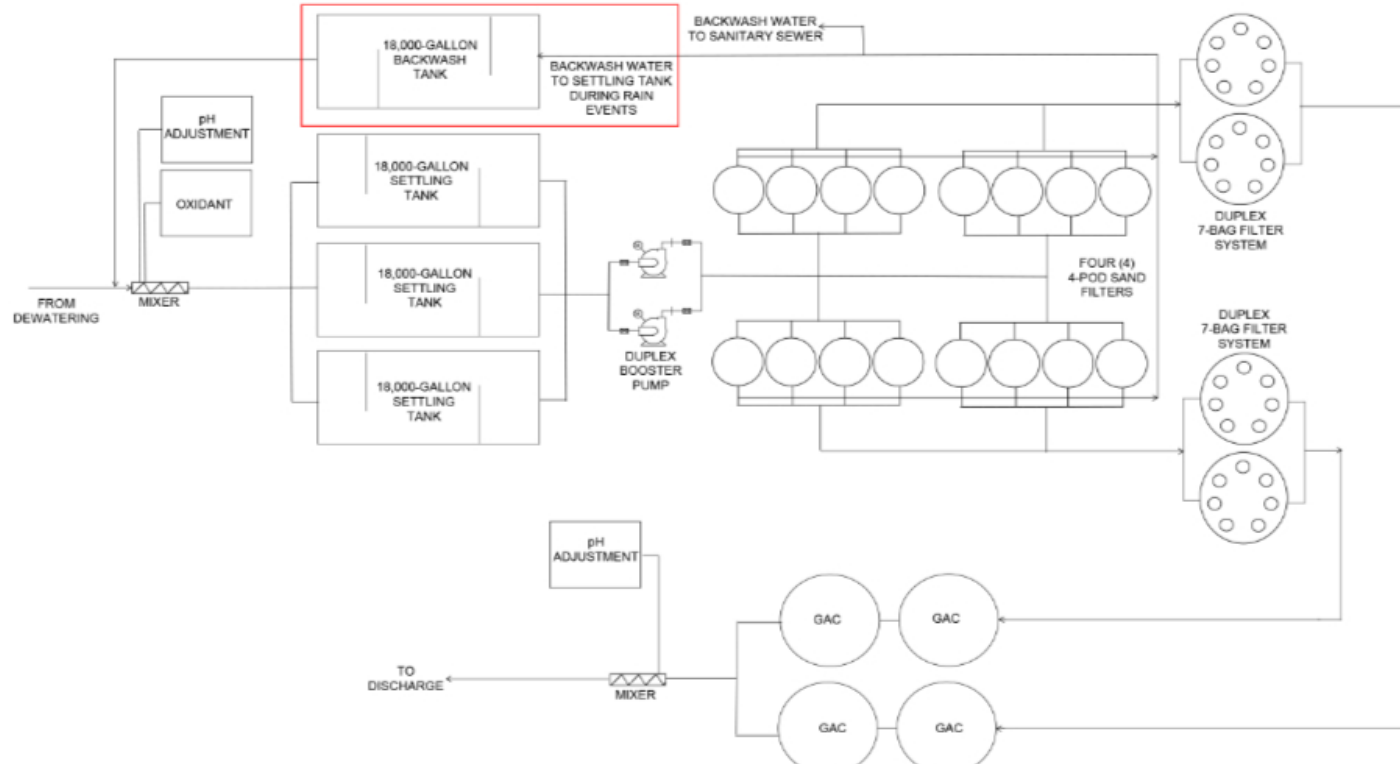 18,000-GALLON
BACKWASH
TANK
BACKWASH WATER
TO SETTLING TANK
DURING RAIN
EVENTS
BACKWASH WATER
TO SANITARY SEWER
pH
ADJUSTMENT
OXIDANT
18,000-GALLON
SETTLING
TANK
18,000-GALLON
SETTLING
TANK
18,000-GALLON
SETTLING
TANK
FROM
DEWATERING
MIXER
DUPLEX
BOOSTER
PUMP
FOUR (4)
4-POD SAND
FILTERS
DUPLEX
7-BAG FILTER
SYSTEM
DUPLEX
7-BAG FILTER
SYSTEM
pH
ADJUSTMENT
GAC
GAC
TO
DISCHARGE
MIXER
GAC
GAC